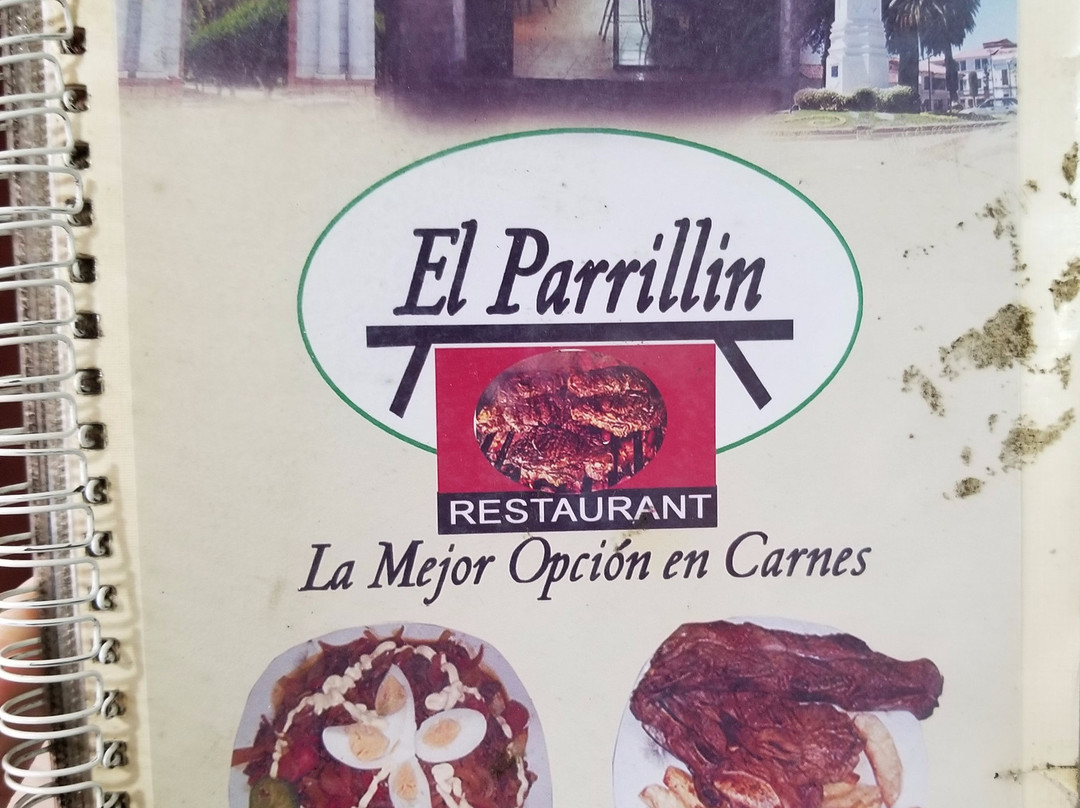 El Parrillin
RESTAURANT
La Mejor Opción en Carnes